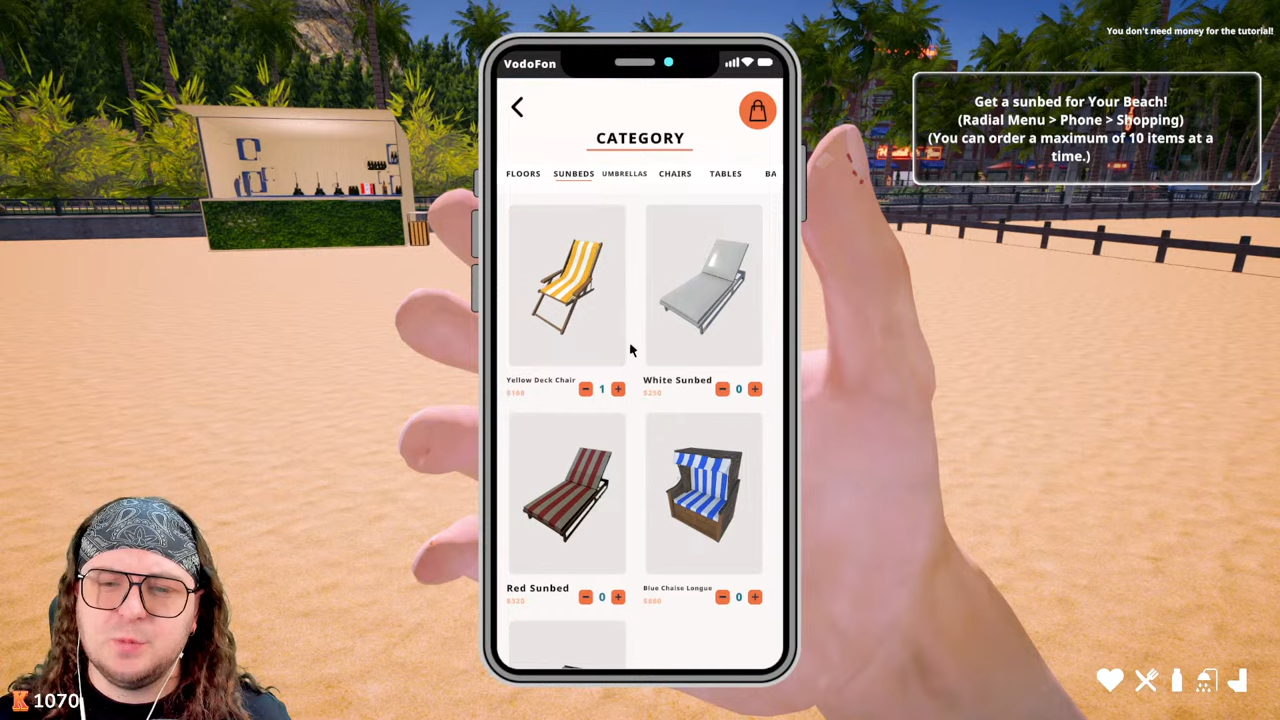 You don't need money for the tutorial!
VodoFon
Get a sunbed for Your Beach!
(Radial Menu > Phone > Shopping)
(You can order a maximum of 10 items at a
time.)
CATEGORY
FLOORS SUNBEDS UMBRELLAS CHAIRS TABLES BA
Yellow Deck Chair - 1 +
White Sunbed - 0 +
$250
Red Sunbed - 0 +
$320
Blue Chaise Longue - 0 +
1070